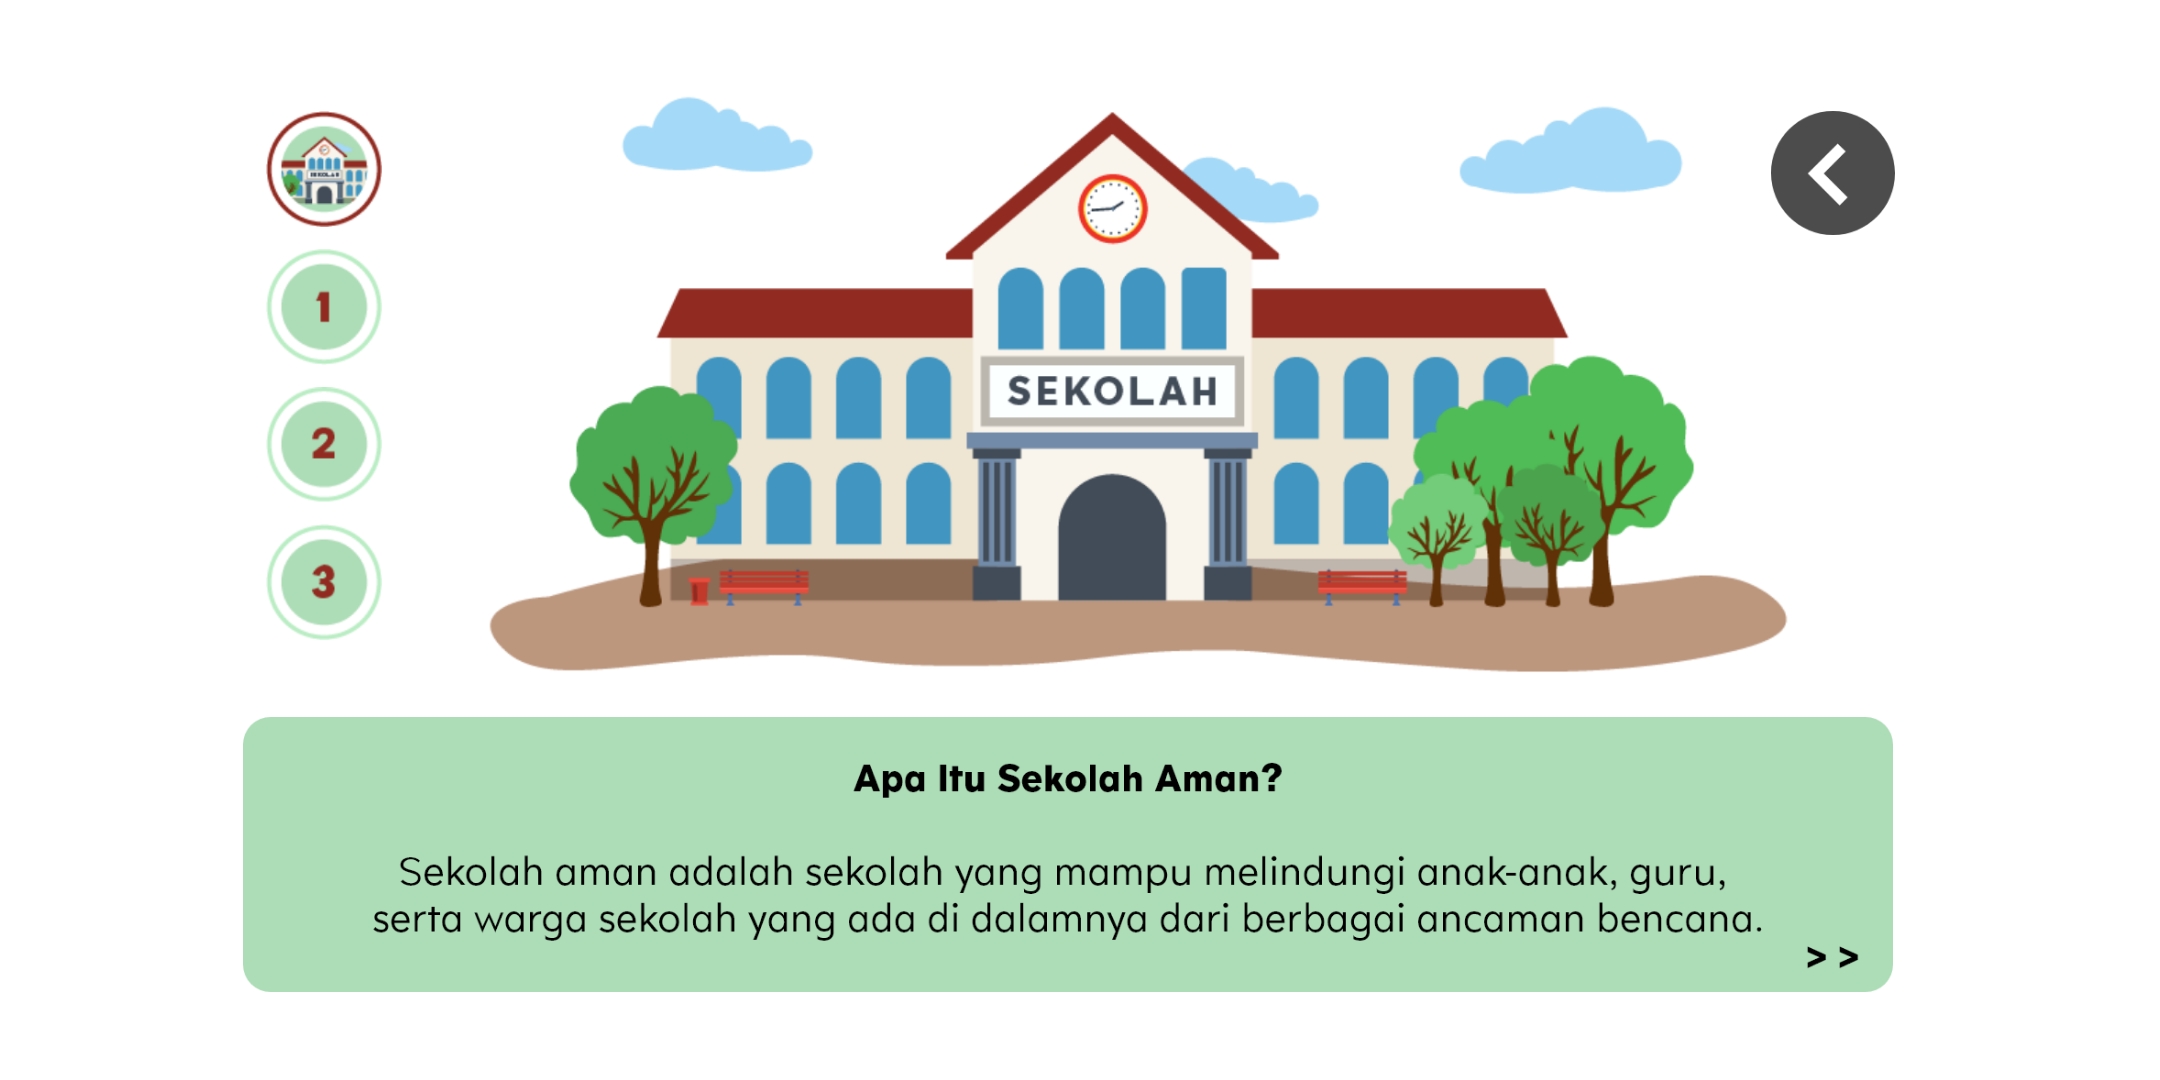 1
2
3
SEKOLAH
Apa Itu Sekolah Aman?
Sekolah aman adalah sekolah yang mampu melindungi anak-anak, guru,
serta warga sekolah yang ada di dalamnya dari berbagai ancaman bencana.
> >